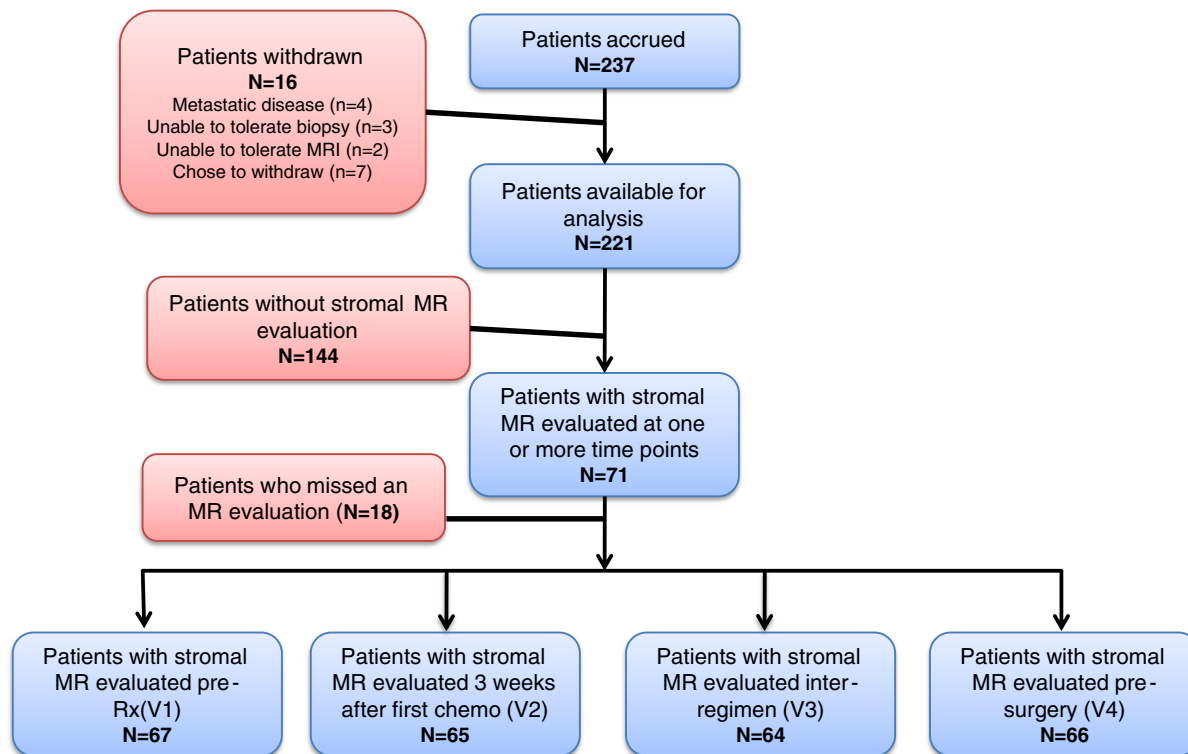 Patients accrued
N=237
Patients withdrawn
N=16
Metastatic disease (n=4)
Unable to tolerate biopsy (n=3)
Unable to tolerate MRI (n=2)
Chose to withdraw (n=7)
Patients available for
analysis
N=221
Patients without stromal MR
evaluation
N=144
Patients with stromal
MR evaluated at one
or more time points
N=71
Patients who missed an
MR evaluation (N=18)
Patients with stromal
MR evaluated pre-
Rx(V1)
N=67
Patients with stromal
MR evaluated 3 weeks
after first chemo (V2)
N=65
Patients with stromal
MR evaluated inter-
regimen (V3)
N=64
Patients with stromal
MR evaluated pre-
surgery (V4)
N=66